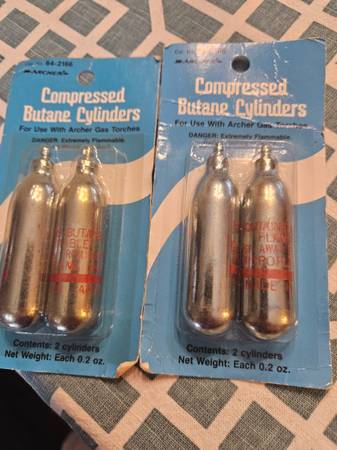 64-2166
ARCHER
Compressed
Butane Cylinders
For Use With Archer Gas Torches
DANGER: Extremely Flammable
BUTANE
Contents: 2 cylinders
Net Weight: Each 0.2 oz.
ARCHER
Compressed
Butane Cylinders
For Use With Archer Gas Torches
DANGER: Extremely Flammable
BUTANE
Contents: 2 cylinders
Net Weight: Each 0.2 oz.